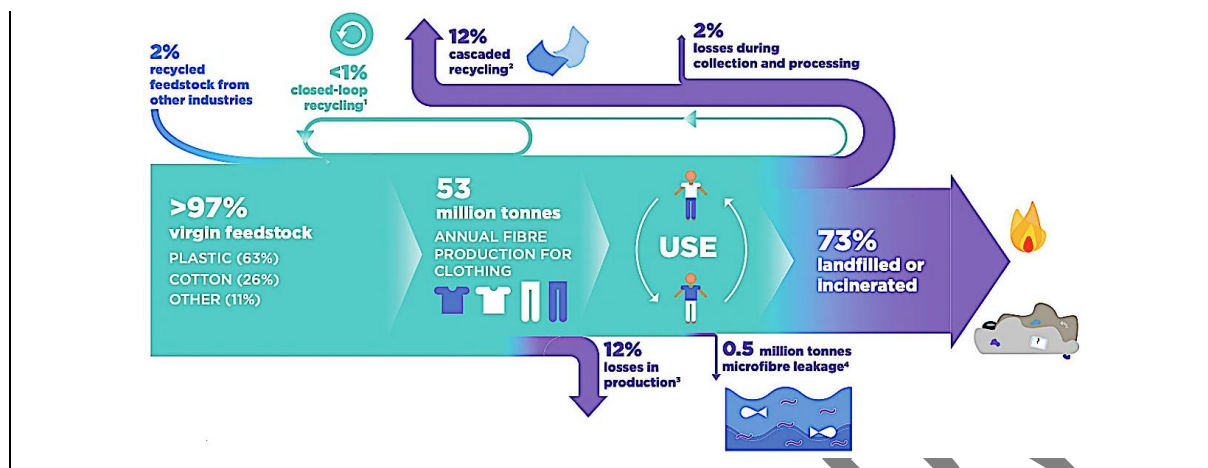 2%
recycled
feedstock from
other industries
<1%
closed-loop
recycling¹
12%
cascaded
recycling²
2%
losses during
collection and processing
>97%
virgin feedstock
PLASTIC (63%)
COTTON (26%)
OTHER (11%)
53
million tonnes
ANNUAL FIBRE
PRODUCTION FOR
CLOTHING
USE
73%
landfilled or
incinerated
12%
losses in
production³
0.5 million tonnes
microfibre leakage⁴